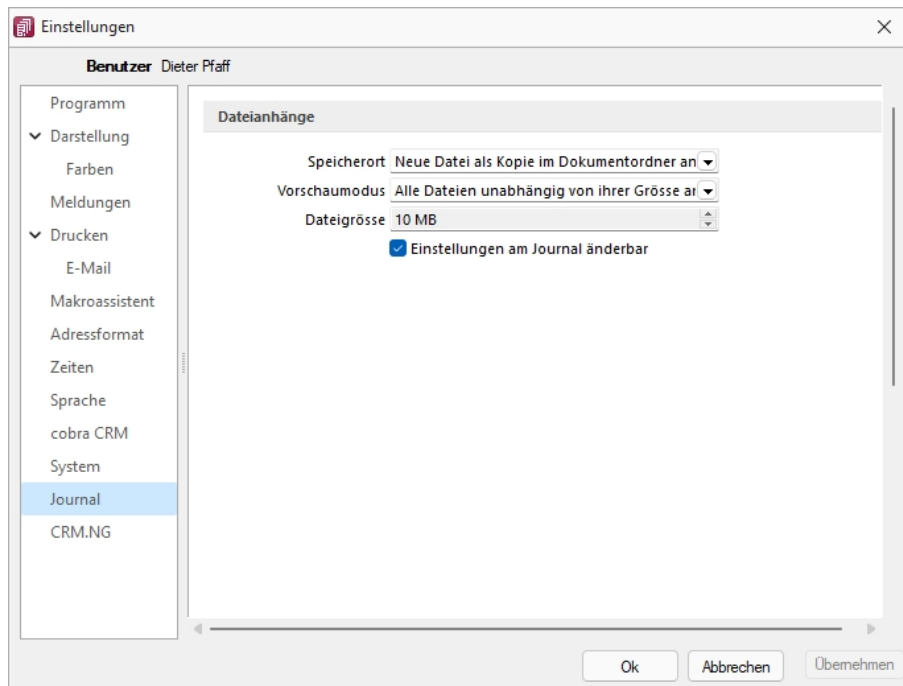 Einstellungen
Benutzer Dieter Pfaff
Programm
Darstellung
Farben
Meldungen
Drucken
E-Mail
Makroassistent
Adressformat
Zeiten
Sprache
cobra CRM
System
Journal
CRM.NG
Dateianhänge
Speicherort Neue Datei als Kopie im Dokumentordner an
Vorschaumodus Alle Dateien unabhängig von ihrer Grösse ar
Dateigrösse 10 MB
Einstellungen am Journal änderbar
Ok Abbrechen Übernehmen